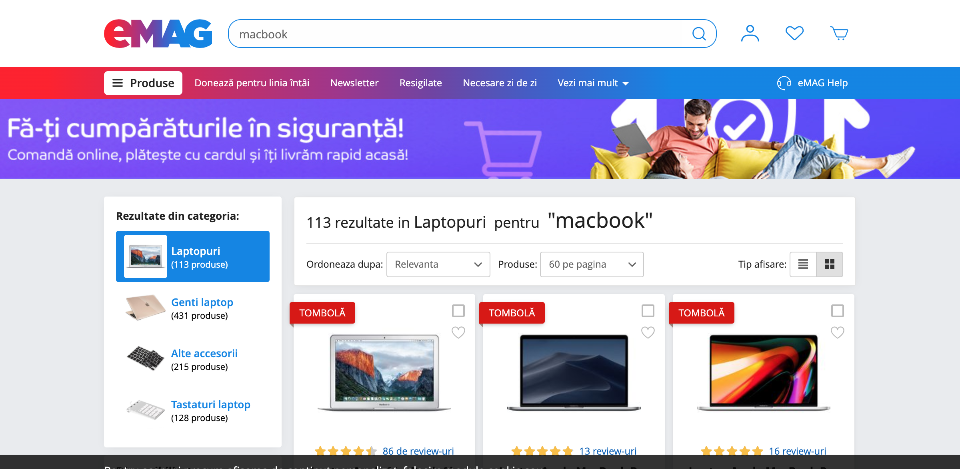 eMAG
macbook
Produse
Donează pentru linia întâi
Newsletter
Resigilate
Necesare zi de zi
Vezi mai mult
eMAG Help
Fă-ți cumpărăturile în siguranță!
Comandă online, plătește cu cardul și îți livrăm rapid acasă!
Rezultate din categoria:
Laptopuri
(113 produse)
Genti laptop
(431 produse)
Alte accesorii
(215 produse)
Tastaturi laptop
(128 produse)
113 rezultate in Laptopuri pentru "macbook"
Ordoneaza dupa: Relevanta
Produse: 60 pe pagina
Tip afisare:
TOMBOLĂ
TOMBOLĂ
TOMBOLĂ
86 de review-uri
13 review-uri
16 review-uri